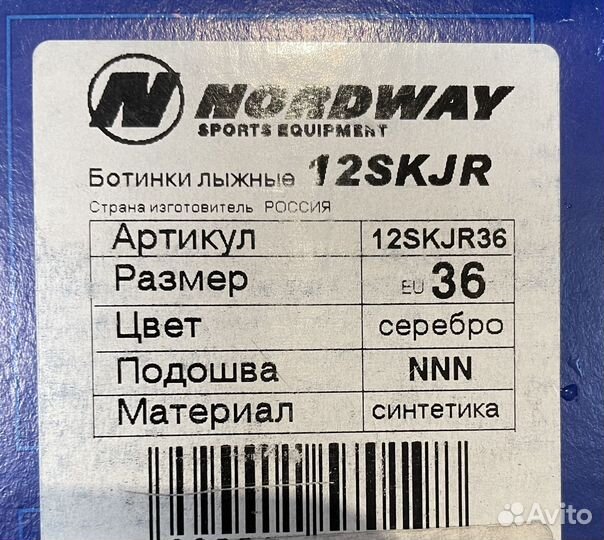 NORDWAY
SPORTS EQUIPMENT
Ботинки лыжные 12SKJR
Страна изготовитель РОССИЯ
Артикул 12SKJR36
Размер EU 36
Цвет серебро
Подошва NNN
Материал синтетика
Avito